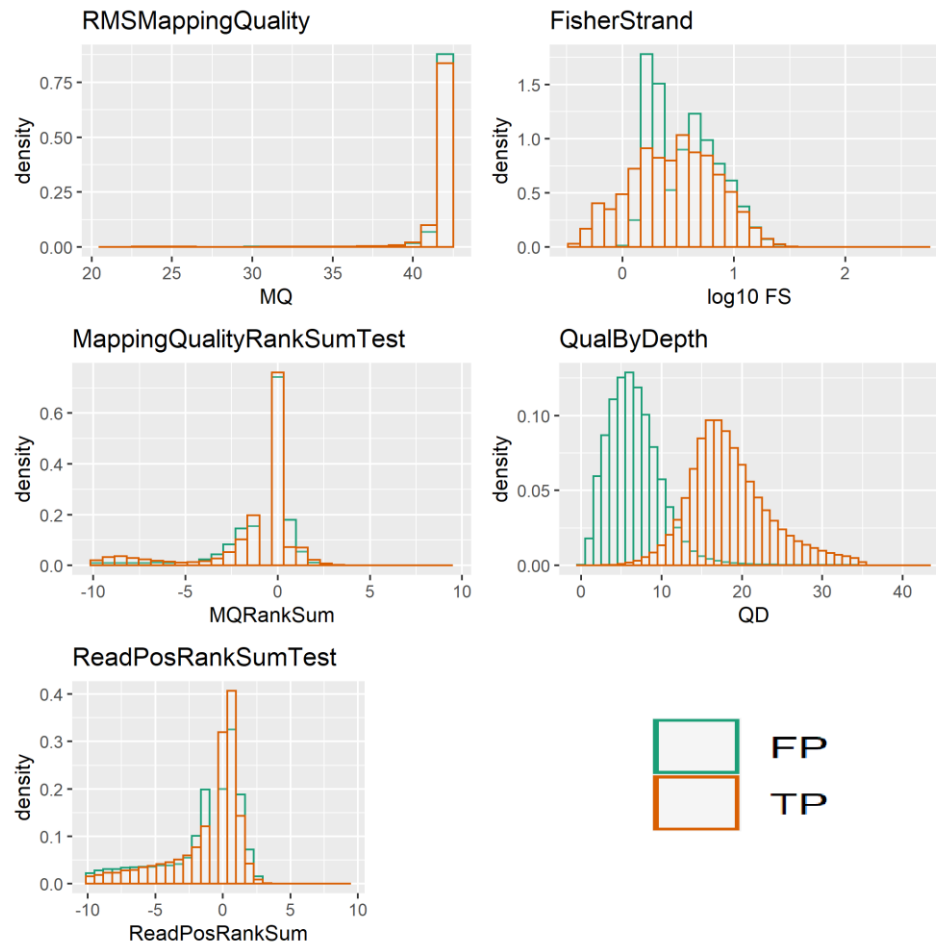 RMSMappingQuality
density
0.75
0.50
0.25
0.00
20 25 30 35 40
MQ
FisherStrand
density
1.5
1.0
0.5
0.0
0 1 2
log10 FS
MappingQualityRankSumTest
density
0.6
0.4
0.2
0.0
-10 -5 0 5 10
MQRankSum
QualByDepth
density
0.10
0.05
0.00
0 10 20 30 40
QD
ReadPosRankSumTest
density
0.4
0.3
0.2
0.1
0.0
-10 -5 0 5 10
ReadPosRankSum
FP
TP